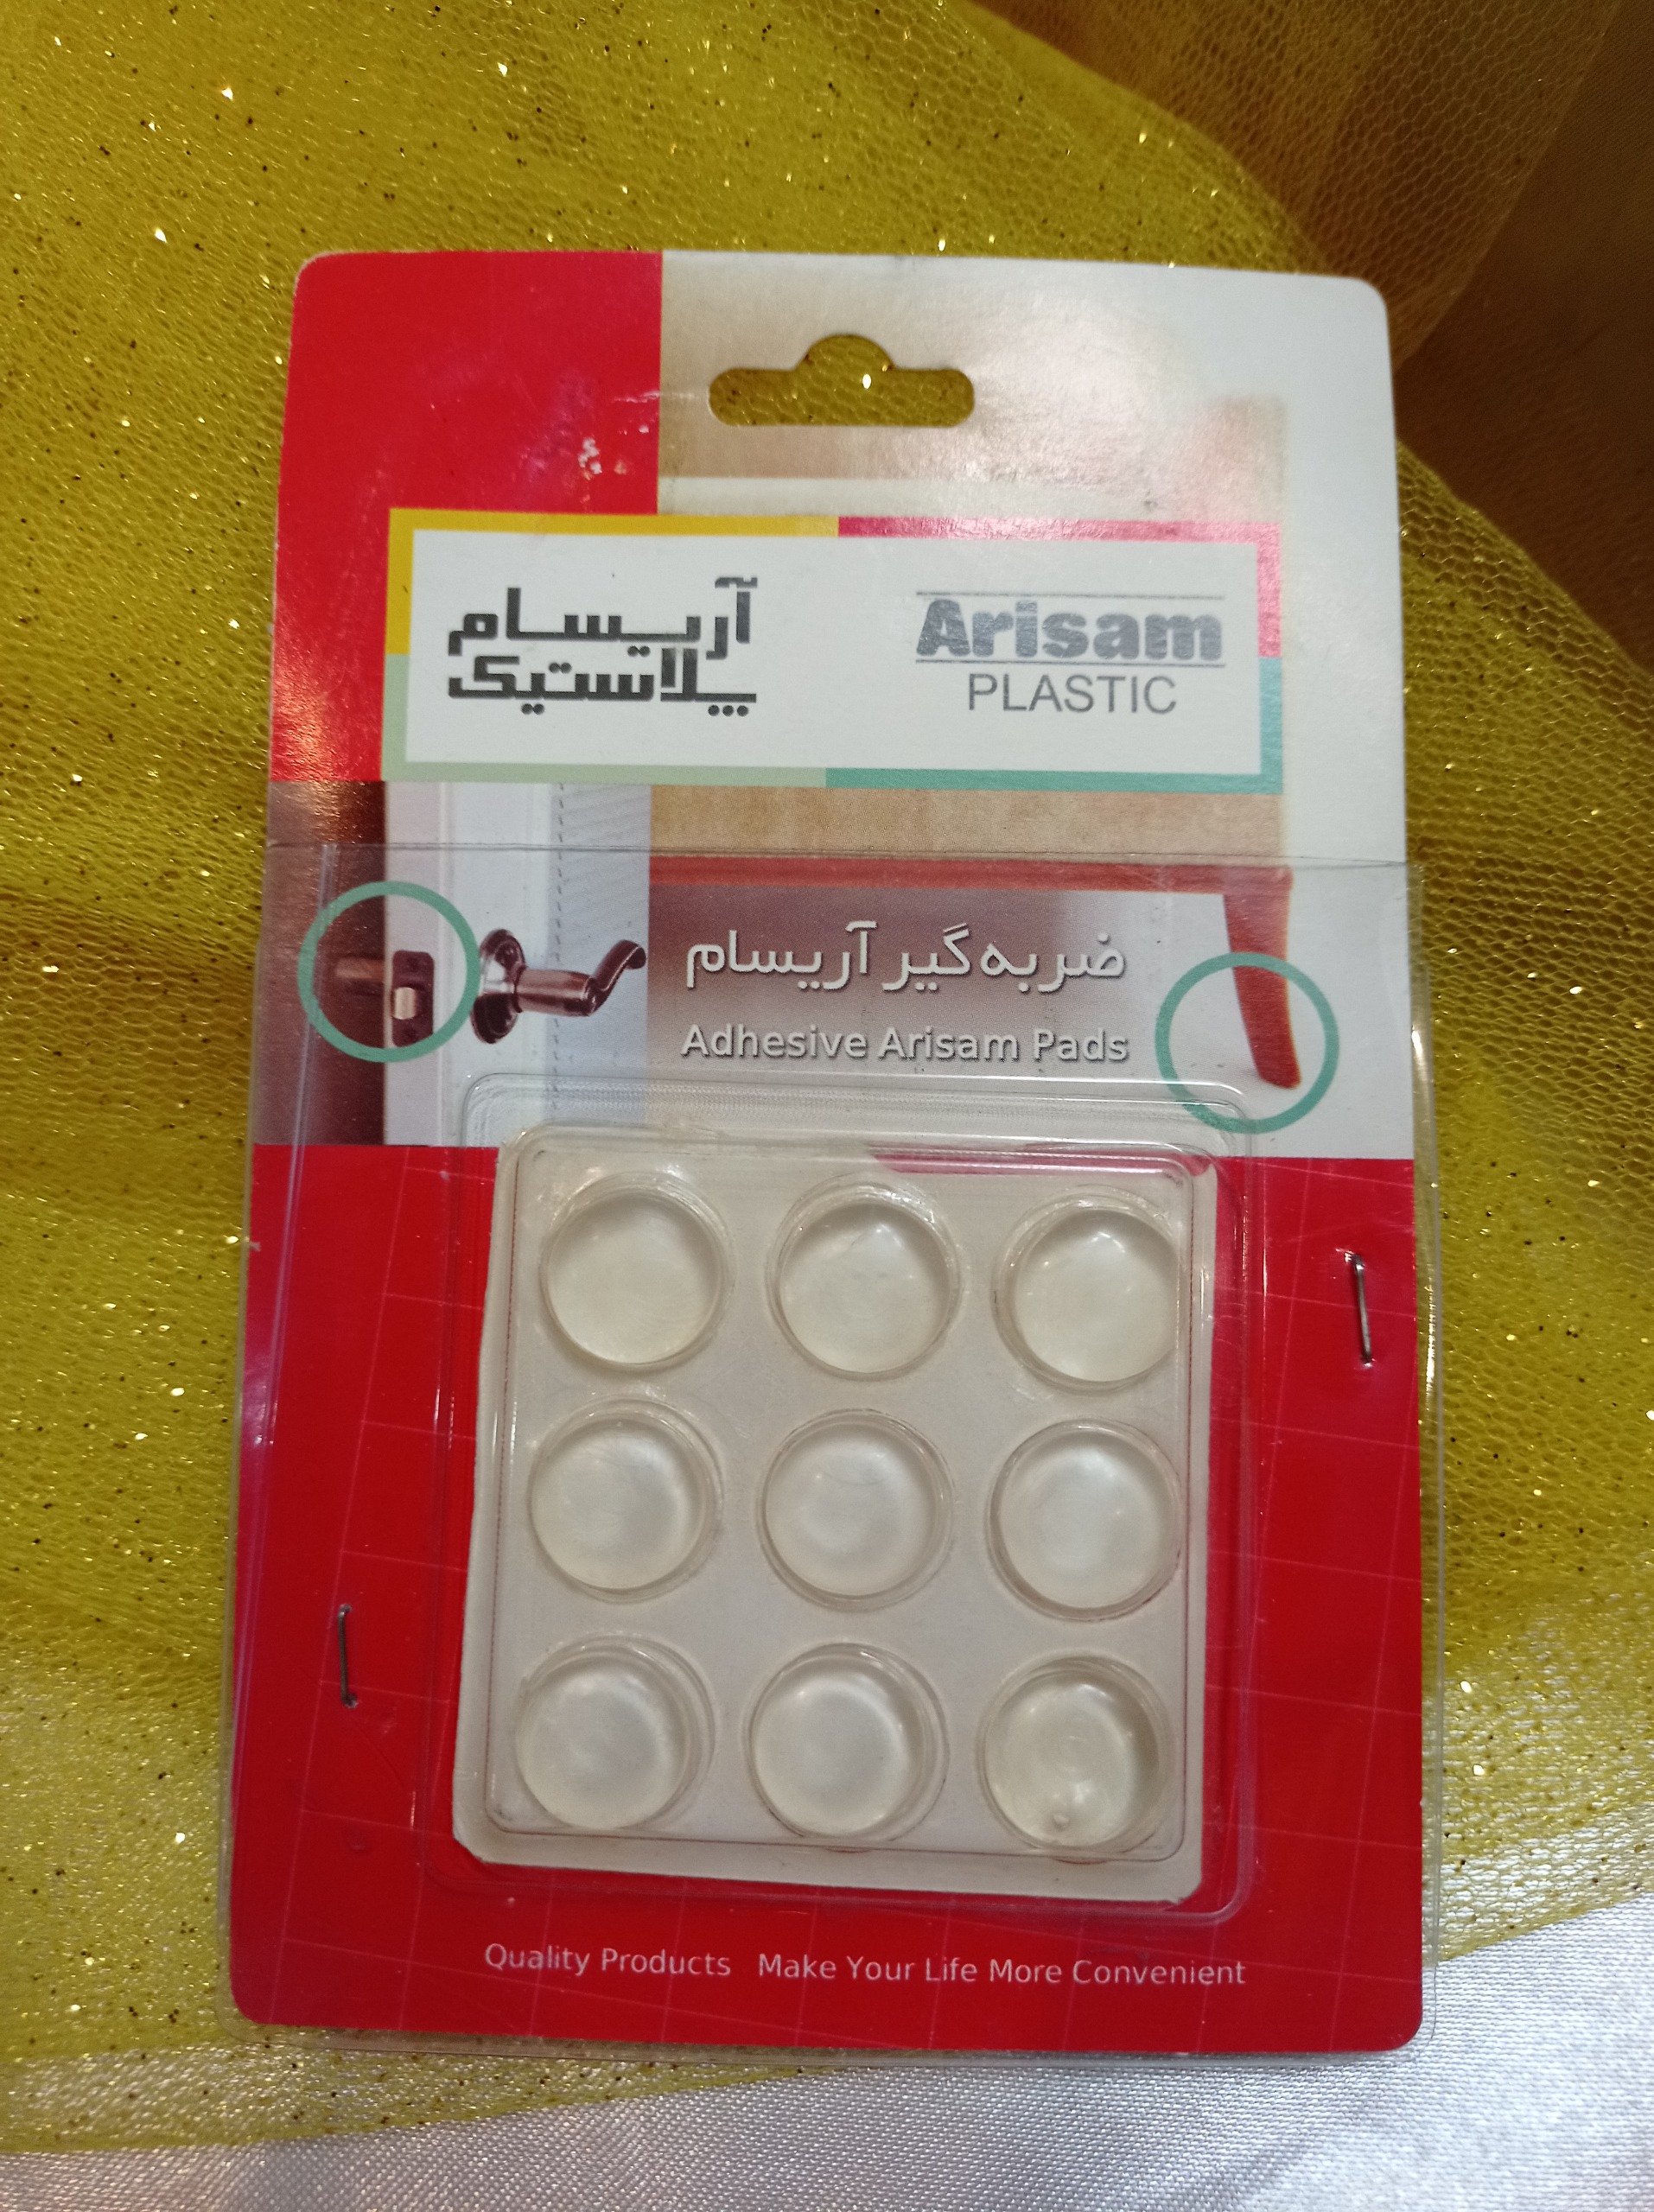 آریسام
پلاستیک
Arisam
PLASTIC
ضربه‌گیر آریسام
Adhesive Arisam Pads
Quality Products Make Your Life More Convenient